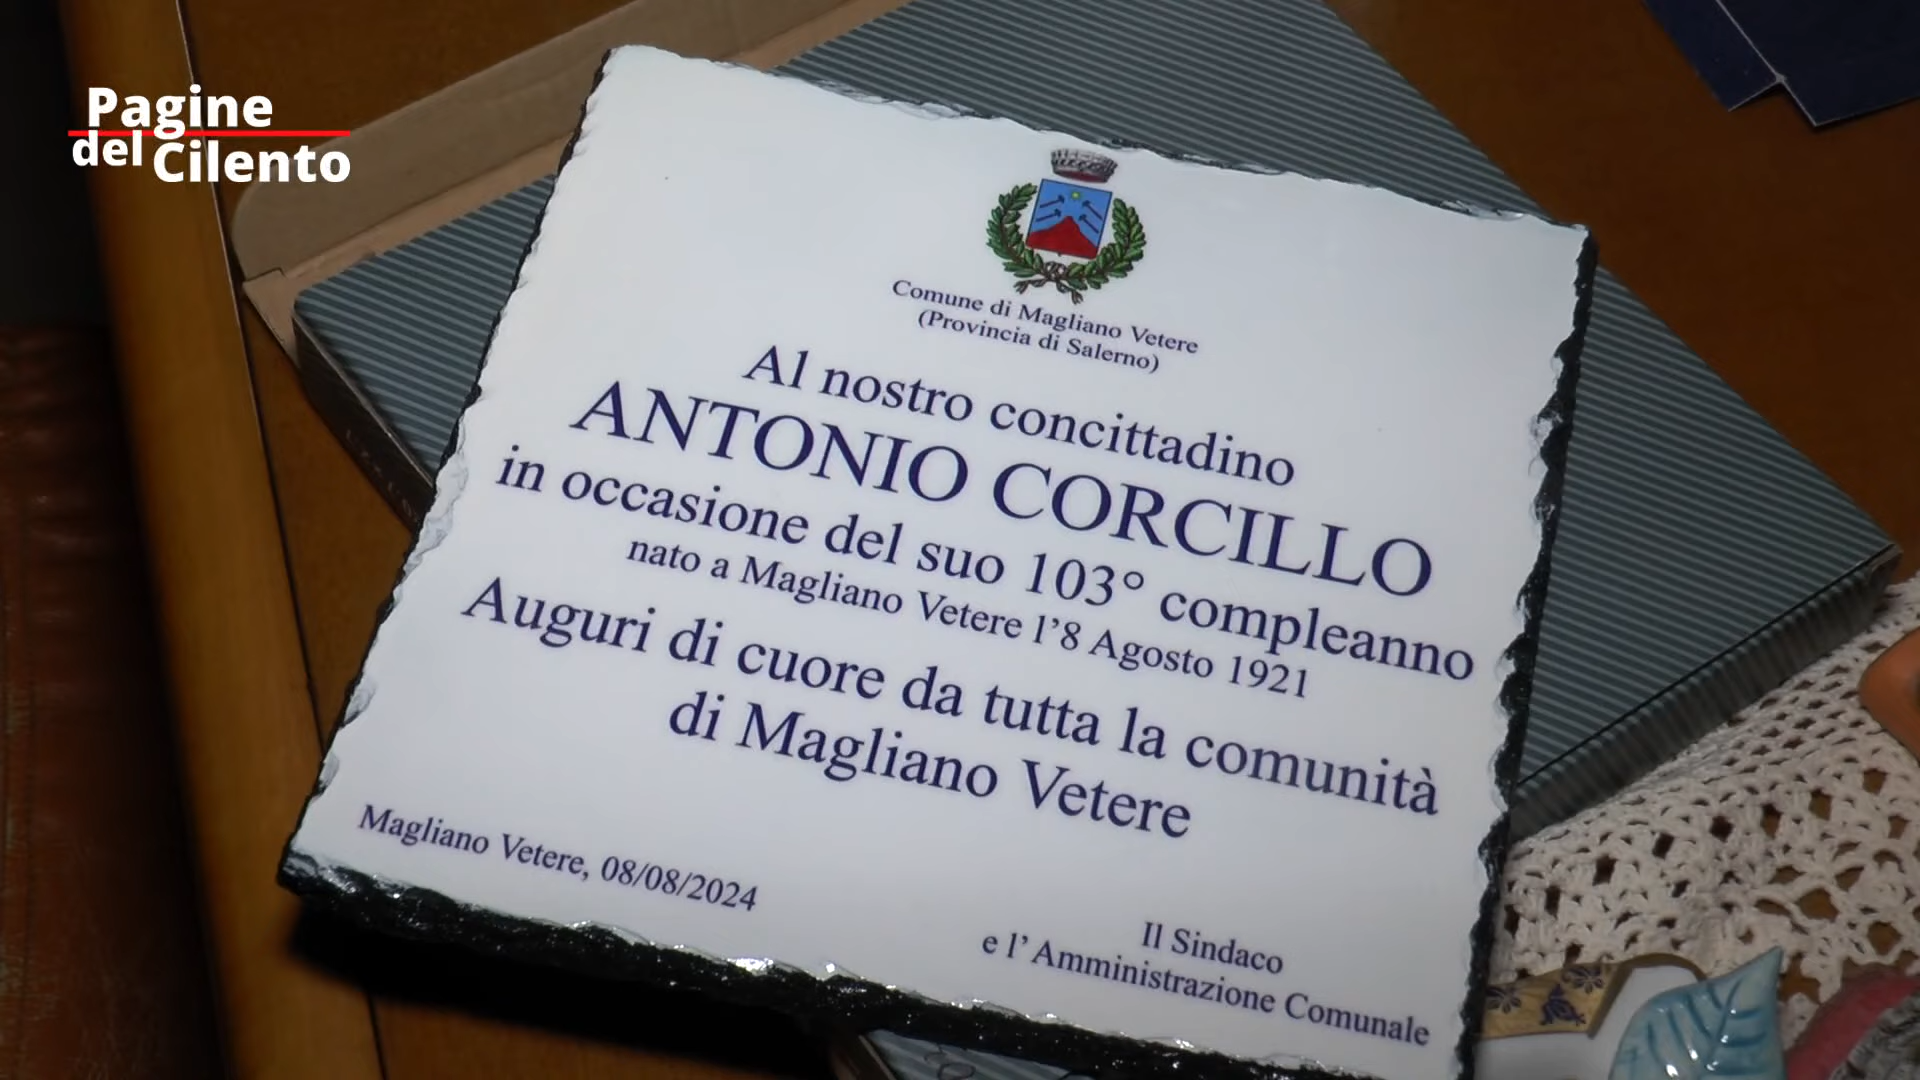 Pagine
del Cilento
Comune di Magliano Vetere
(Provincia di Salerno)
Al nostro concittadino
ANTONIO CORCILLO
in occasione del suo 103° compleanno
nato a Magliano Vetere l'8 Agosto 1921
Auguri di cuore da tutta la comunità
di Magliano Vetere
Magliano Vetere, 08/08/2024
Il Sindaco
e l' Amministrazione Comunale